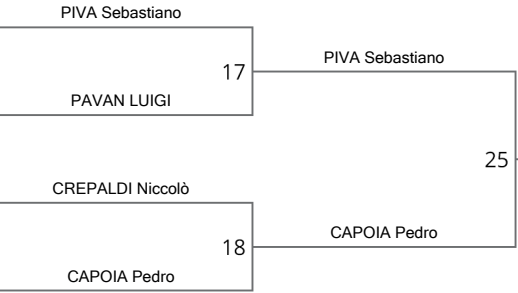 PIVA Sebastiano
17
PIVA Sebastiano
PAVAN LUIGI
25
CREPALDI Niccolò
18
CAPOIA Pedro
CAPOIA Pedro